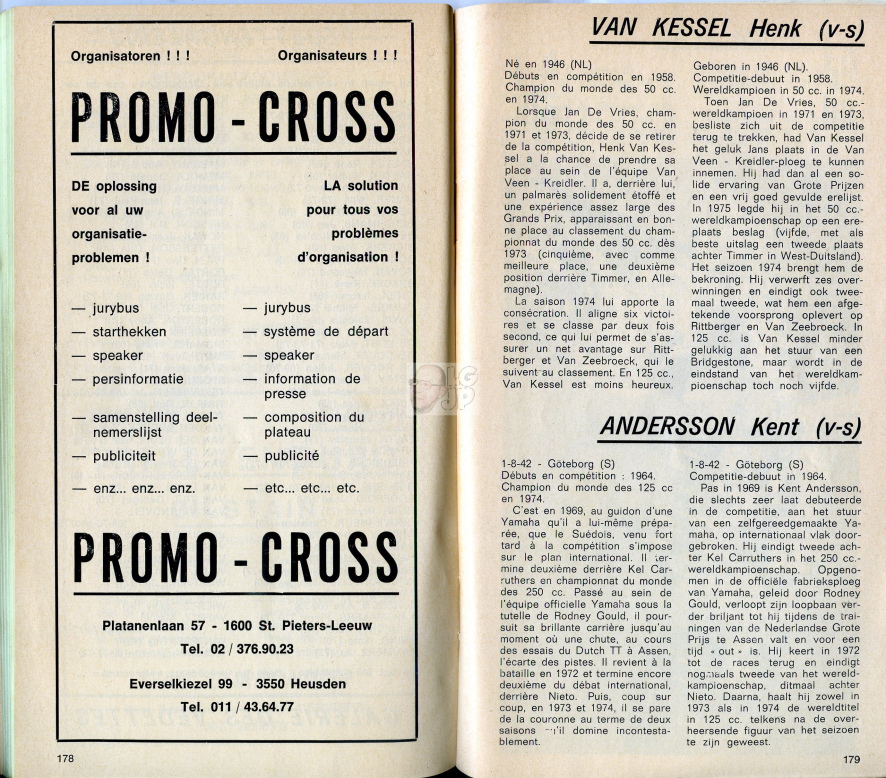 Organisatoren ! ! ! Organisateurs ! ! !
PROMO - CROSS
DE oplossing
voor al uw
organisatie-
problemen !
LA solution
pour tous vos
problèmes
d'organisation !
— jurybus
— starthekken
— speaker
— persinformatie
— samenstelling deel-
nemerslijst
— publiciteit
— enz... enz... enz.
— jurybus
— système de départ
— speaker
— information de
presse
— composition du
plateau
— publicité
— etc... etc... etc.
PROMO - CROSS
Platanenlaan 57 - 1600 St. Pieters-Leeuw
Tel. 02 / 376.90.23
Everselkiezel 99 - 3550 Heusden
Tel. 011 / 43.64.77
178
VAN KESSEL Henk (v-s)
Né en 1946 (NL)
Débuts en compétition en 1958.
Champion du monde des 50 cc.
en 1974.
Lorsque Jan De Vries, cham-
pion du monde des 50 cc. en
1971 et 1973, décide de se retirer
de la compétition, Henk Van Kes-
sel a la chance de prendre sa
place au sein de l'équipe Van
Veen - Kreidler. Il a, derrière lui,
un palmarès solidement étoffé et
une expérience assez large des
Grands Prix, apparaissant en bon-
ne place au classement du cham-
pionnat du monde des 50 cc. dès
1973 (cinquième, avec comme
meilleure place, une deuxième
position derrière Timmer, en Alle-
magne).
La saison 1974 lui apporte la
consécration. Il aligne six victoi-
res et se classe par deux fois
second, ce qui lui permet de s'as-
surer un net avantage sur Ritt-
berger et Van Zeebroeck, qui le
suivent au classement. En 125 cc.,
Van Kessel est moins heureux.
Geboren in 1946 (NL).
Competitie-debuut in 1958.
Wereldkampioen in 50 cc. in 1974.
Toen Jan De Vries, 50 cc.-
wereldkampioen in 1971 en 1973,
besliste zich uit de competitie
terug te trekken, had Van Kessel
het geluk Jans plaats in de Van
Veen - Kreidler-ploeg te kunnen
innemen. Hij had dan al een so-
lide ervaring van Grote Prijzen
en een vrij goed gevulde erelijst.
In 1975 legde hij in het 50 cc.-
wereldkampioenschap op een ere-
plaats beslag (vijfde, met als
beste uitslag een tweede plaats
achter Timmer in West-Duitsland).
Het seizoen 1974 brengt hem de
bekroning. Hij verwerft zes over-
winningen en eindigt ook twee-
maal tweede, wat hem een afge-
tekende voorsprong oplevert op
Rittberger en Van Zeebroeck. In
125 cc. is Van Kessel minder
gelukkig aan het stuur van een
Bridgestone, maar wordt in de
eindstand van het wereldkam-
pioenschap toch noch vijfde.
ANDERSSON Kent (v-s)
1-8-42 - Göteborg (S)
Débuts en compétition : 1964.
Champion du monde des 125 cc
en 1974.
C'est en 1969, au guidon d'une
Yamaha qu'il a lui-même prépa-
rée, que le Suédois, venu fort
tard à la compétition s'impose
sur le plan international. Il ter-
mine deuxième derrière Kel Car-
ruthers en championnat du monde
des 250 cc. Passé au sein de
l'équipe officielle Yamaha sous la
tutelle de Rodney Gould, il pour-
suit sa brillante carrière jusqu'au
moment où une chute, au cours
des essais du Dutch TT à Assen,
l'écarte des pistes. Il revient à la
bataille en 1972 et termine encore
deuxième du débat international,
derrière Nieto. Puis, coup sur
coup, en 1973 et 1974, il se pare
de la couronne au terme de deux
saisons qu'il domine incontesta-
blement.
1-8-42 - Göteborg (S)
Competitie-debuut in 1964.
Pas in 1969 is Kent Andersson,
die slechts zeer laat debuteerde
in de competitie, aan het stuur
van een zelfgereedgemaakte Ya-
maha, op internationaal vlak door-
gebroken. Hij eindigt tweede ach-
ter Kel Carruthers in het 250 cc.-
wereldkampioenschap. Opgeno-
men in de officiële fabrieksploeg
van Yamaha, geleid door Rodney
Gould, verloopt zijn loopbaan ver-
der briljant tot hij tijdens de trai-
ningen van de Nederlandse Grote
Prijs te Assen valt en voor een
tijd « out » is. Hij keert in 1972
tot de races terug en eindigt
nogmaals tweede van het wereld-
kampioenschap, ditmaal achter
Nieto. Daarna, haalt hij zowel in
1973 als in 1974 de wereldtitel
in 125 cc. telkens na de over-
heersende figuur van het seizoen
te zijn geweest.
179